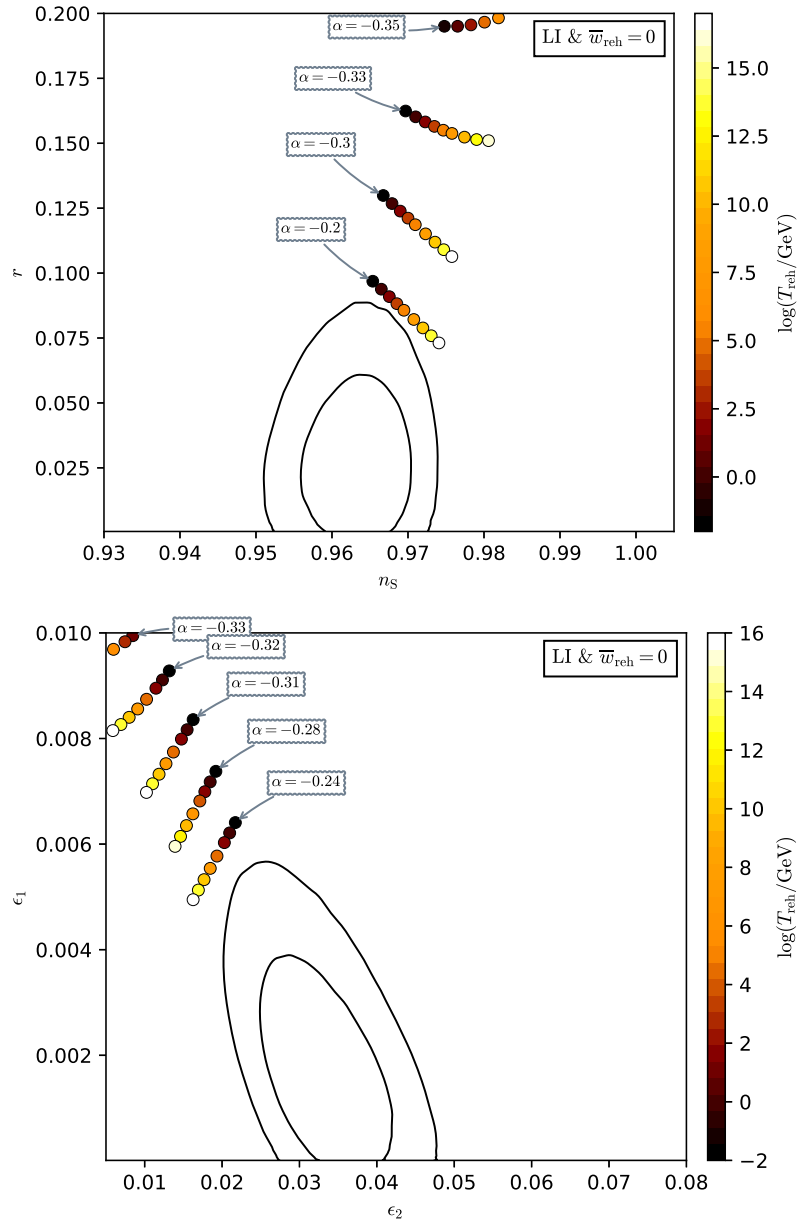 0.200
0.175
0.150
0.125
0.100
0.075
0.050
0.025
r
α = −0.35
α = −0.33
α = −0.3
α = −0.2
LI & w̅reh = 0
0.93 0.94 0.95 0.96 0.97 0.98 0.99 1.00
nS
15.0
12.5
10.0
7.5
5.0
2.5
0.0
log(Treh/GeV)
0.010
0.008
0.006
0.004
0.002
ϵ1
α = −0.33
α = −0.32
α = −0.31
α = −0.28
α = −0.24
LI & w̅reh = 0
0.01 0.02 0.03 0.04 0.05 0.06 0.07 0.08
ϵ2
16
14
12
10
8
6
4
2
0
−2
log(Treh/GeV)